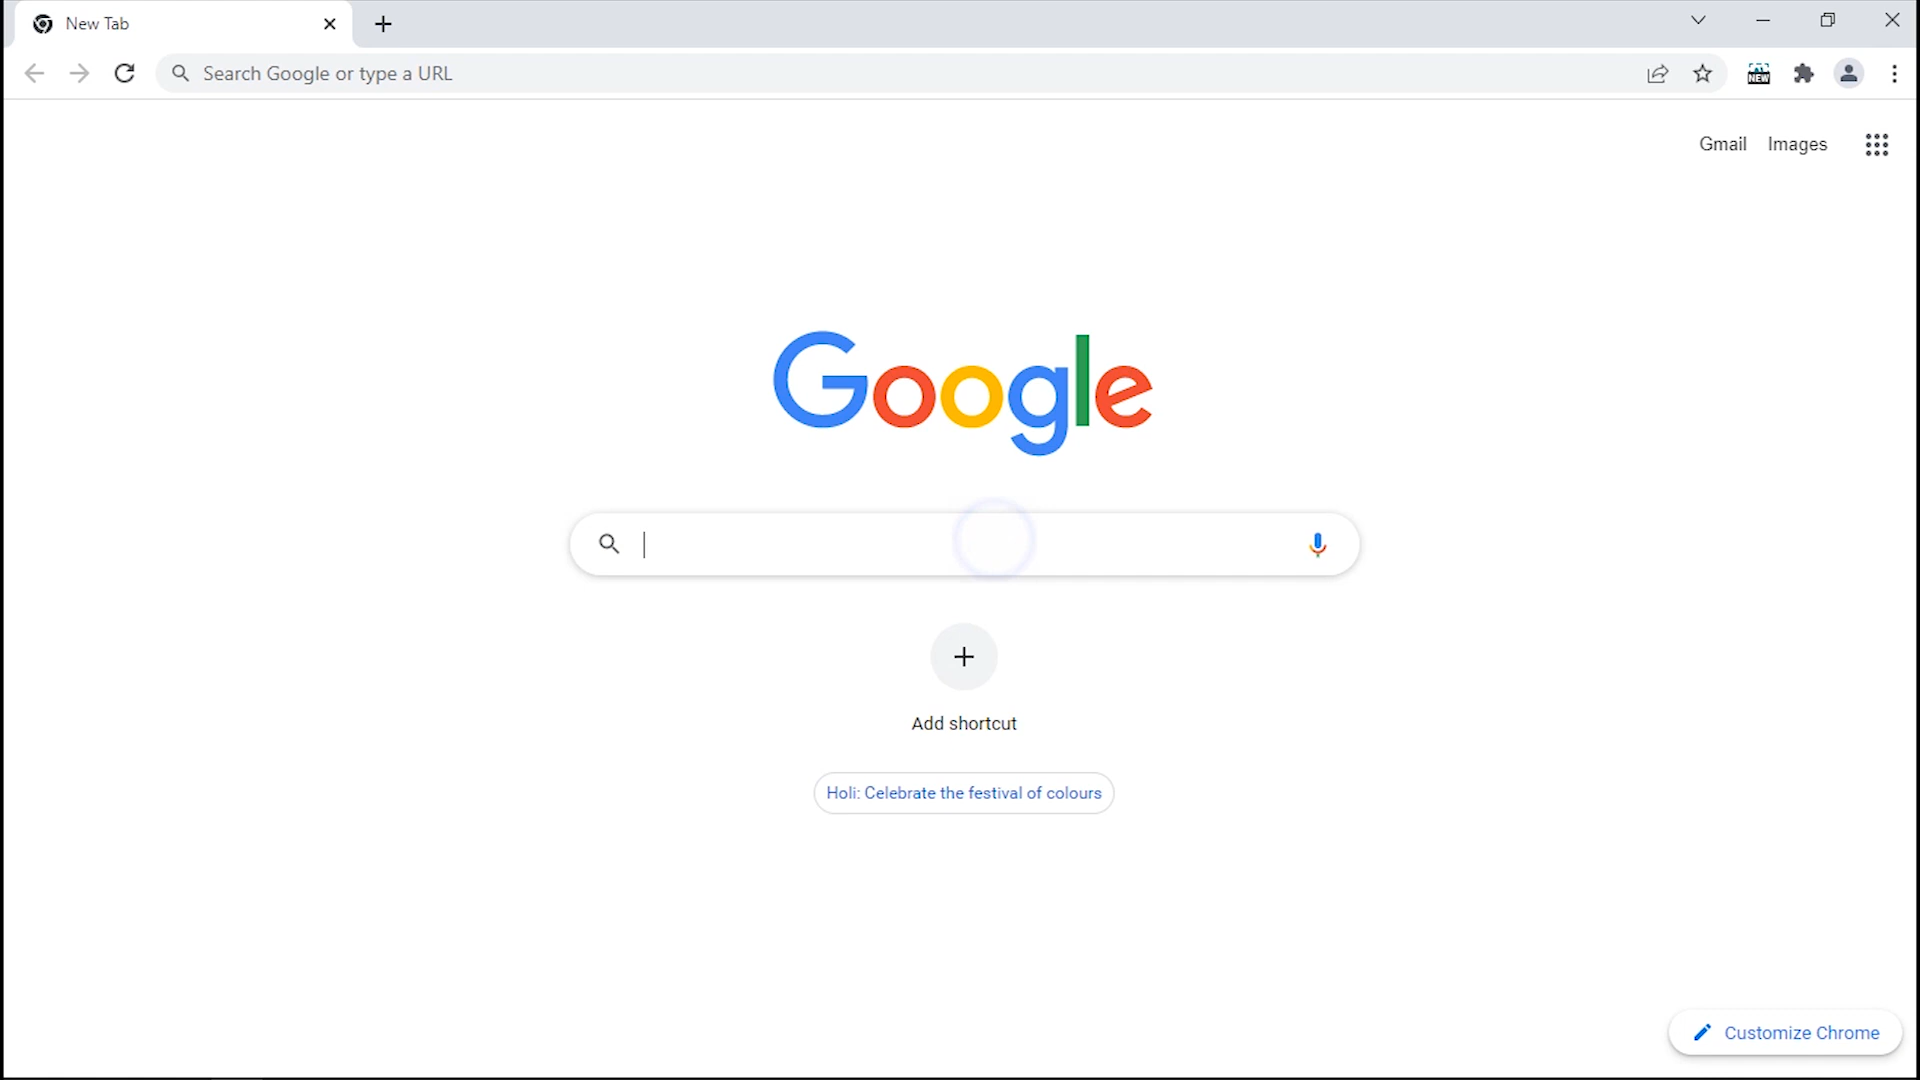 New Tab
Search Google or type a URL
NEW
Gmail Images
Google
Add shortcut
Holi: Celebrate the festival of colours
Customize Chrome